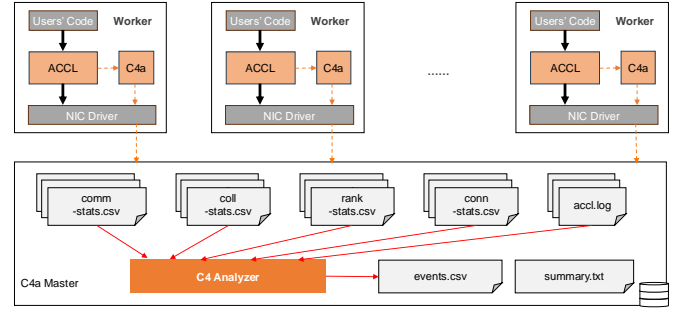 Users' Code Worker
ACCL C4a
NIC Driver
Users' Code Worker
ACCL C4a
NIC Driver
......
Users' Code Worker
ACCL C4a
NIC Driver
comm
-stats.csv
coll
-stats.csv
rank
-stats.csv
conn
-stats.csv
accl.log
C4a Master
C4 Analyzer
events.csv
summary.txt